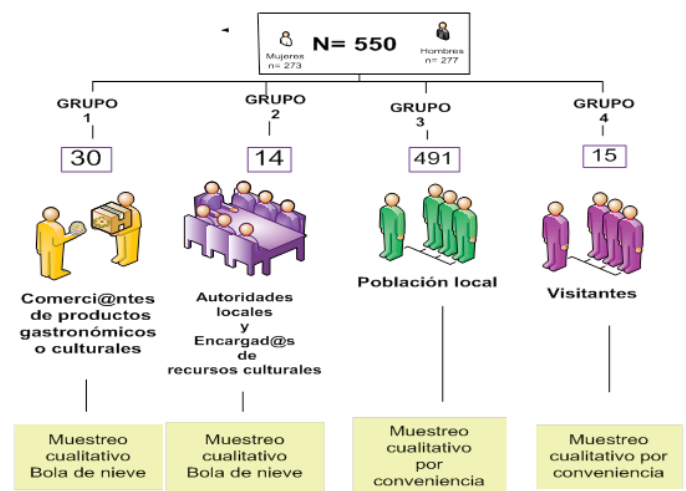 N= 550
Mujeres
n= 273
Hombres
n= 277
GRUPO
1
30
Comerci@ntes
de productos
gastronómicos
o culturales
Muestreo
cualitativo
Bola de nieve
GRUPO
2
14
Autoridades
locales
y
Encargad@s
de
recursos culturales
Muestreo
cualitativo
Bola de nieve
GRUPO
3
491
Población local
Muestreo
cualitativo
por
conveniencia
GRUPO
4
15
Visitantes
Muestreo
cualitativo por
conveniencia